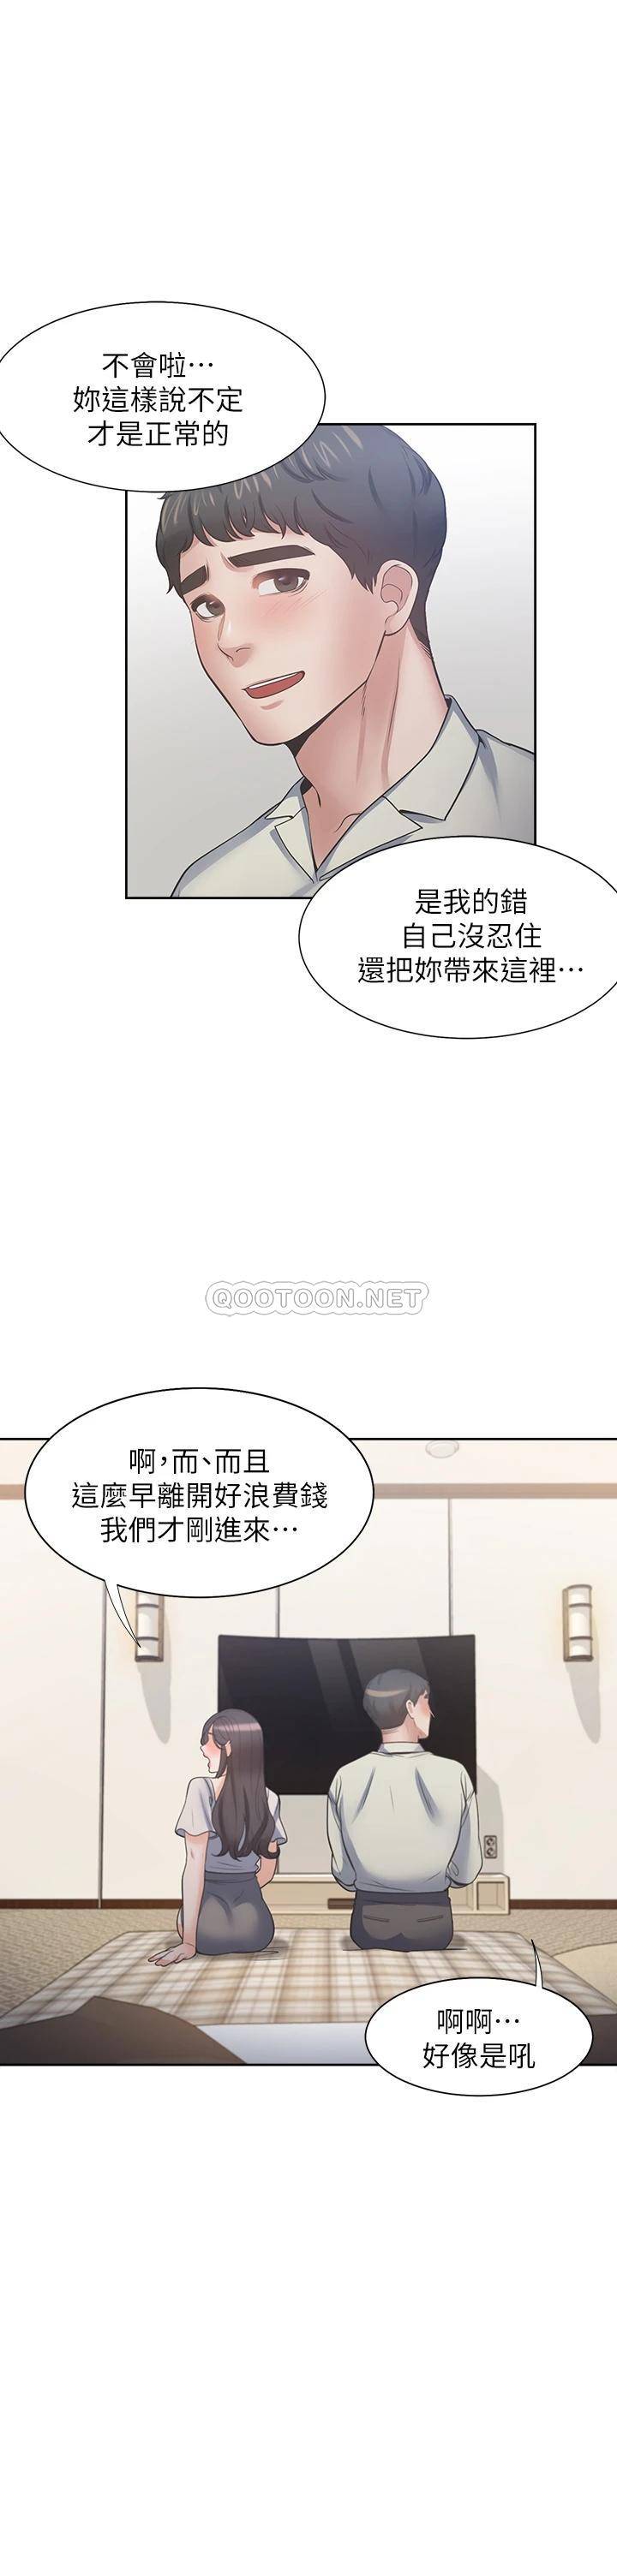 不會啦⋯
妳這樣說不定
才是正常的
是我的錯
自己沒忍住
還把妳帶來這裡⋯
QOOTOON.NET
啊,而、而且
這麼早離開好浪費錢
我們才剛進來⋯
啊啊⋯
好像是吼